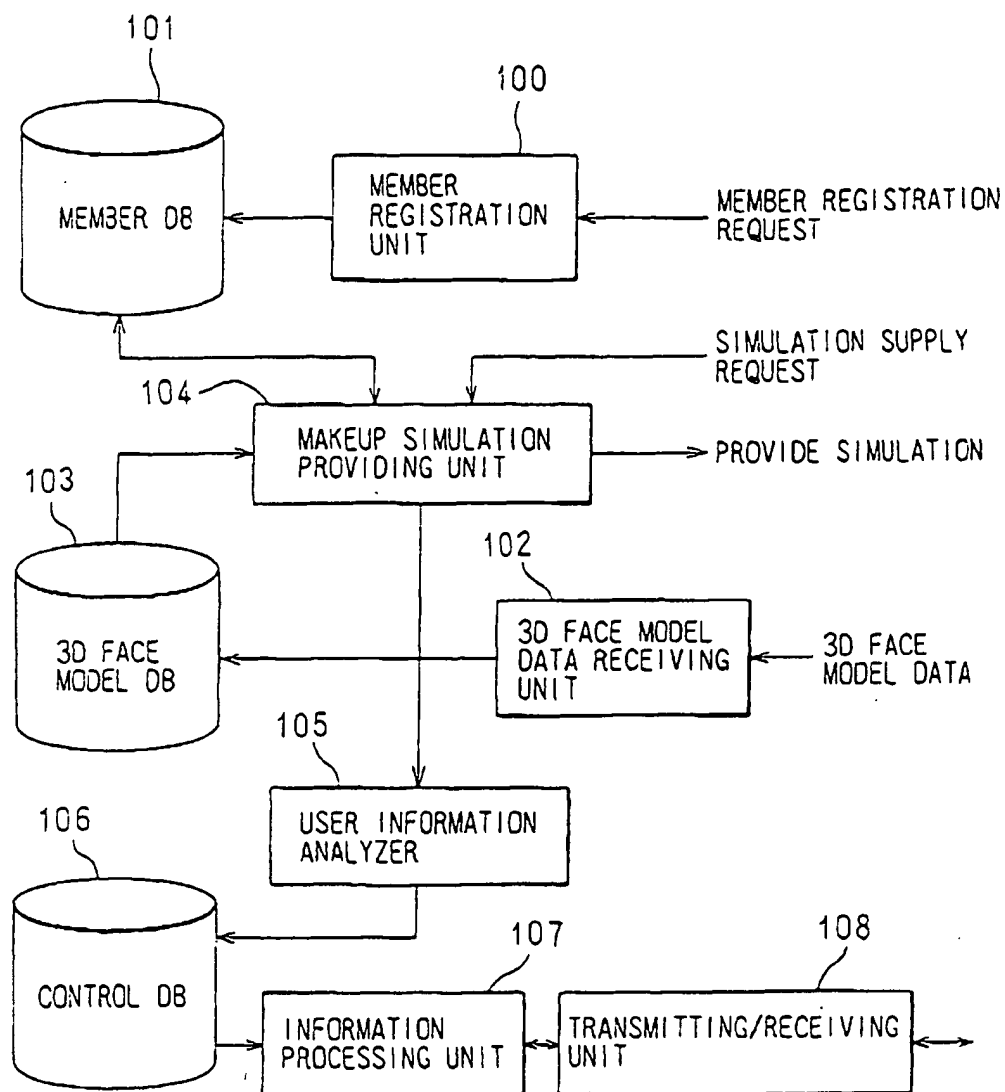 101
100
MEMBER DB
MEMBER
REGISTRATION
UNIT
MEMBER REGISTRATION
REQUEST
SIMULATION SUPPLY
REQUEST
104
MAKEUP SIMULATION
PROVIDING UNIT
PROVIDE SIMULATION
103
102
3D FACE
MODEL DB
3D FACE MODEL
DATA RECEIVING
UNIT
3D FACE
MODEL DATA
105
USER INFORMATION
ANALYZER
106
107
108
CONTROL DB
INFORMATION
PROCESSING UNIT
TRANSMITTING/RECEIVING
UNIT